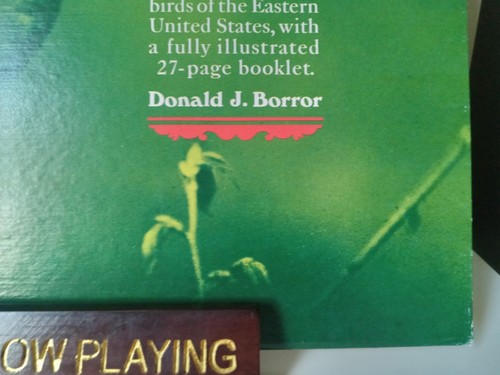 birds of the Eastern
United States, with
a fully illustrated
27-page booklet.
Donald J. Borror
OW PLAYING